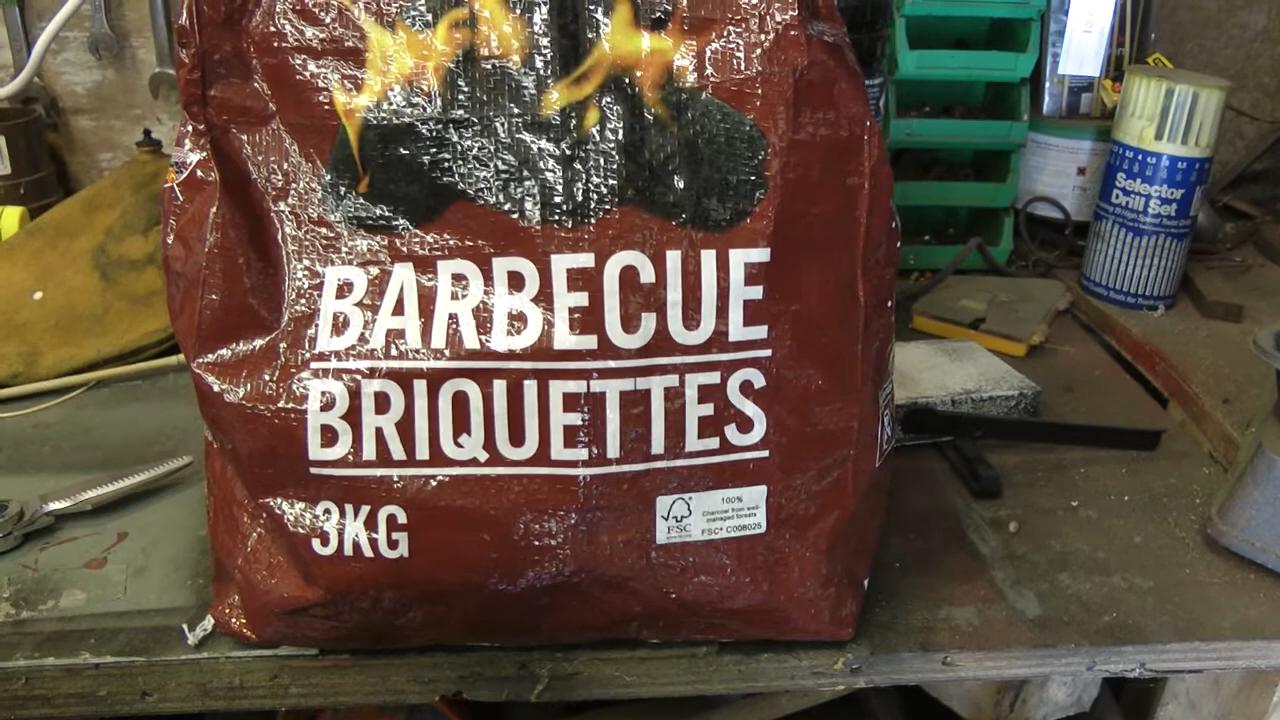 BARBECUE
BRIQUETTES
3KG
FSC
100%
Charcoal from well-
managed forests
FSC® C008025
Selector
Drill Set